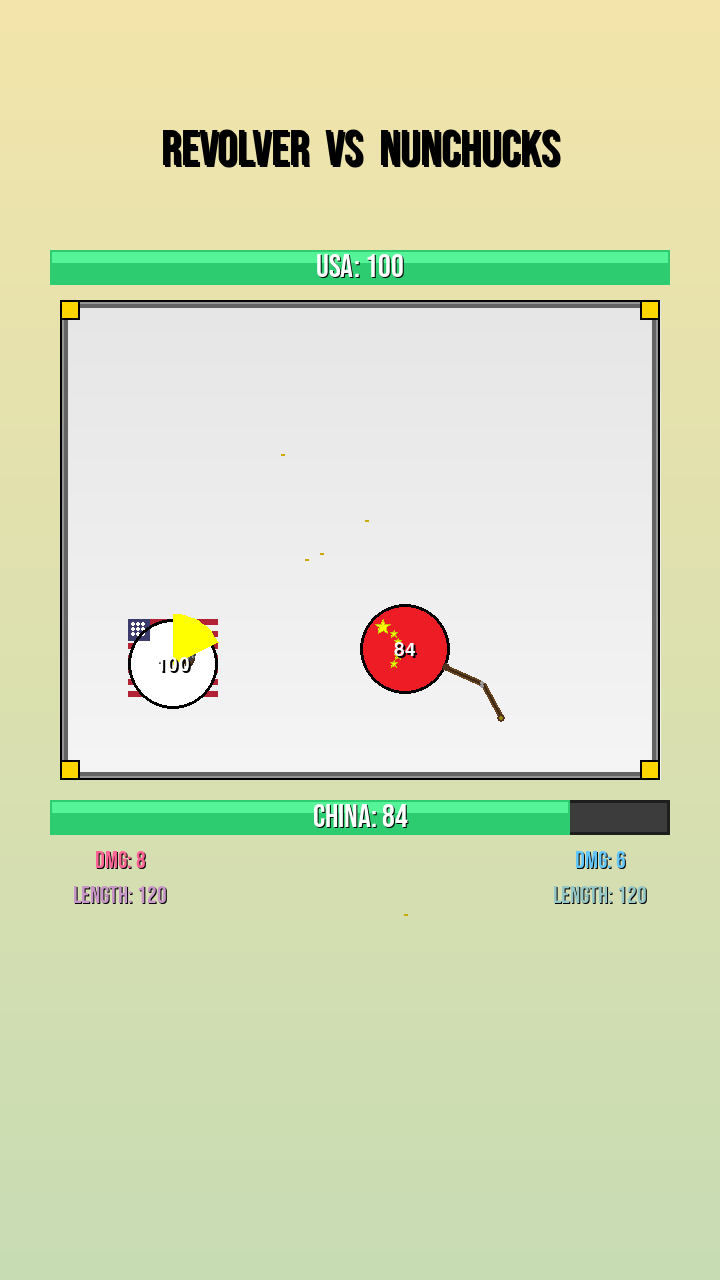 REVOLVER VS NUNCHUCKS
USA: 100
100
84
CHINA: 84
DMG: 8
DMG: 6
LENGTH: 120
LENGTH: 120